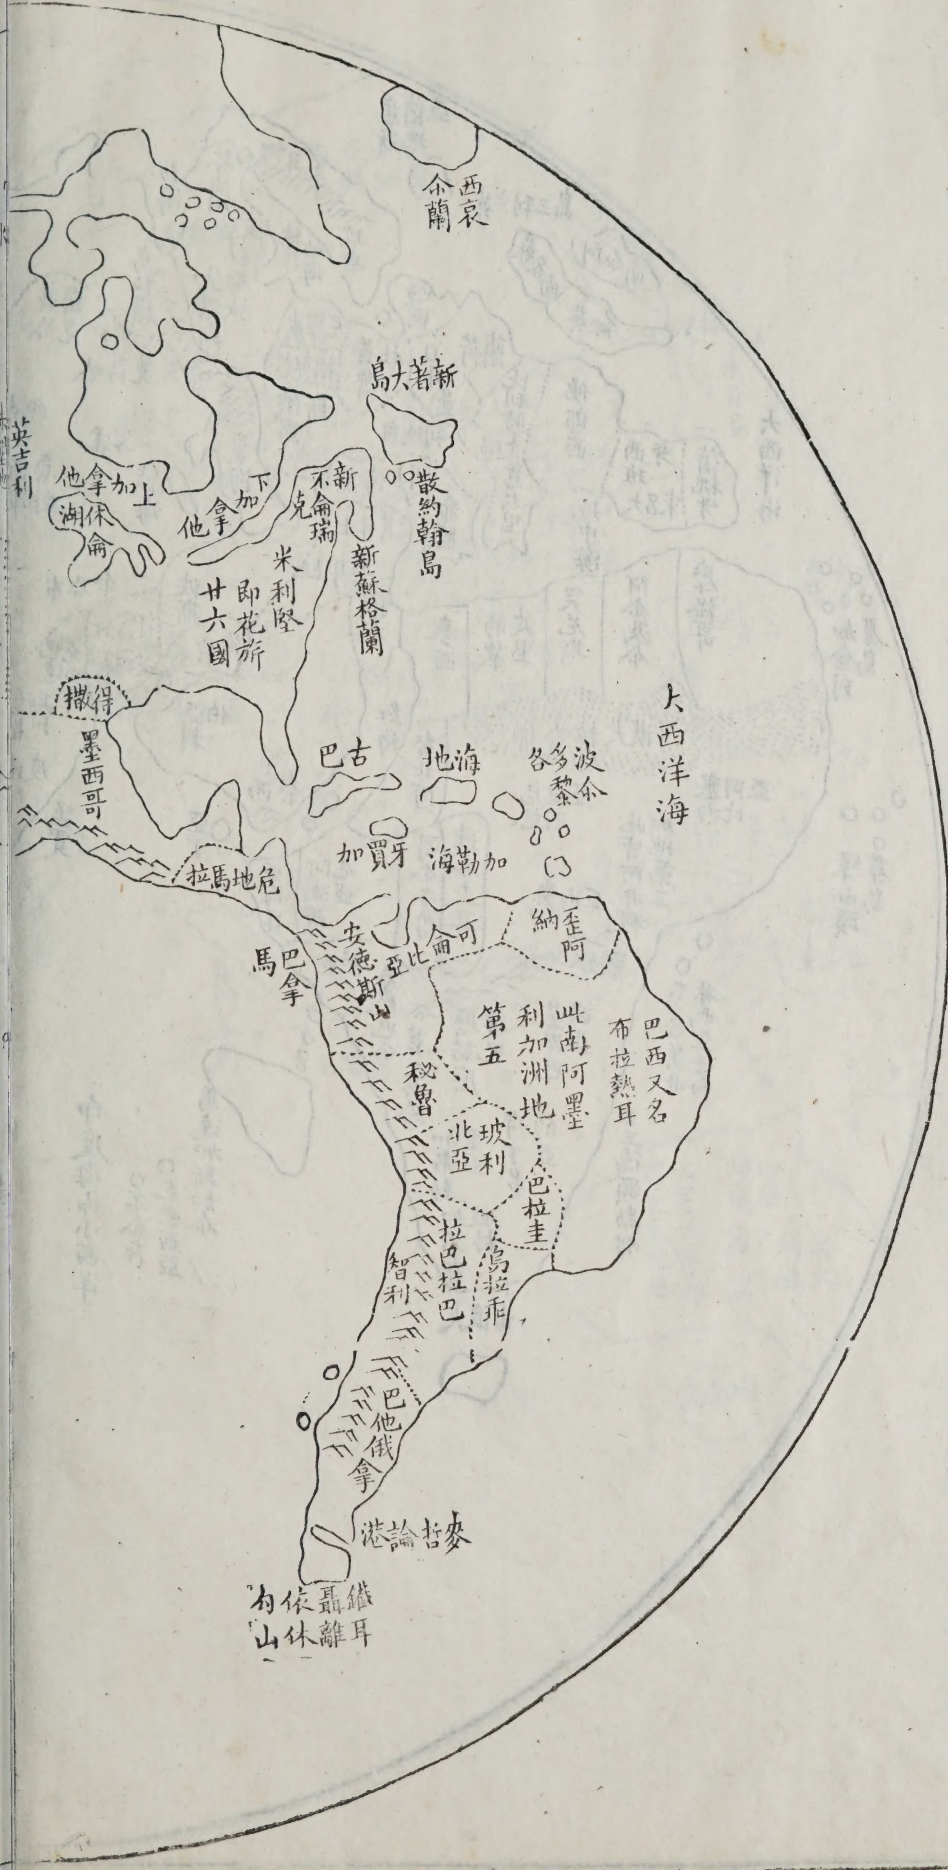 西哀
尒蘭
新著大島
散約翰島
英吉利
上加拿他
休侖湖
下加拿他
新不侖瑞克
新蘇格蘭
米利堅
即花旂
廿六國
得撒
墨西哥
古巴
海地
波尒多黎各
大西洋海
牙買加
加勒海
危地馬拉
巴拿馬
安德斯山
可侖比亞
歪阿納
巴西又名
布拉熱耳
此南阿墨
利加洲地
第五
秘魯
玻利
北亞
巴拉圭
拉巴拉巴
烏拉乖
智利
巴他俄拿
麥哲論港
鐵耳
聶離
依休
勾山